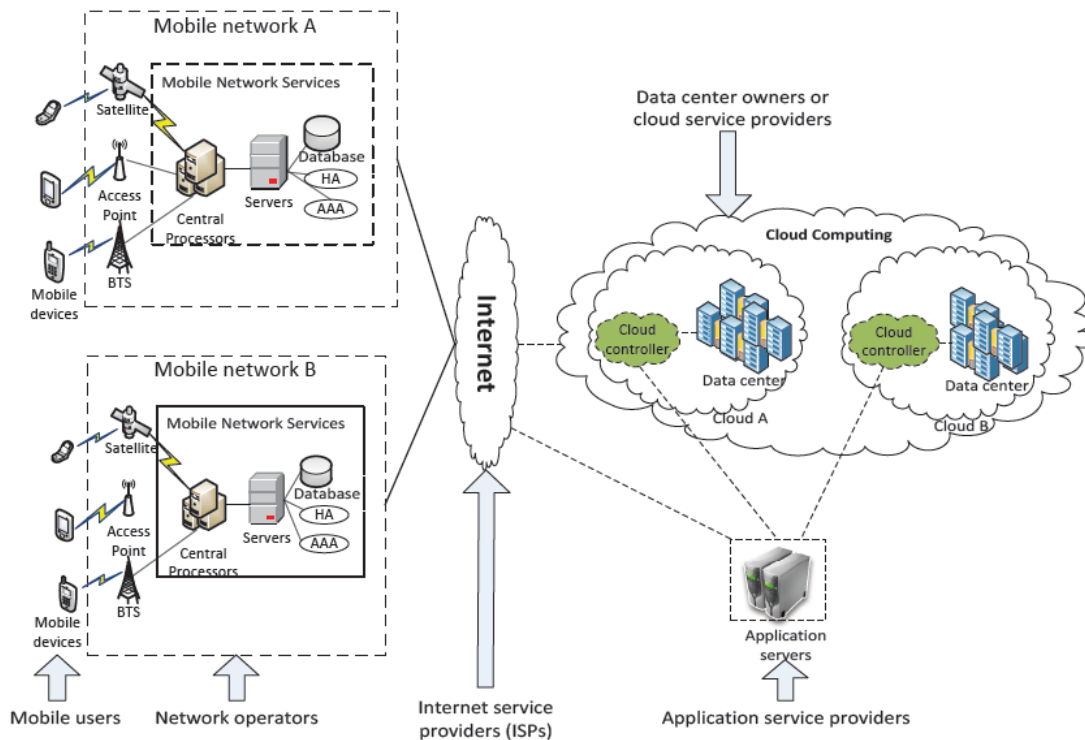 Mobile network A
Mobile Network Services
Satellite
Database
HA
AAA
Access
Point
Servers
Central
Processors
BTS
Mobile
devices
Mobile network B
Mobile Network Services
Satellite
Database
HA
AAA
Access
Point
Servers
Central
Processors
BTS
Mobile
devices
Mobile users
Network operators
Internet
Internet service
providers (ISPs)
Data center owners or
cloud service providers
Cloud Computing
Cloud
controller
Data center
Cloud A
Cloud
controller
Data center
Cloud B
Application
servers
Application service providers